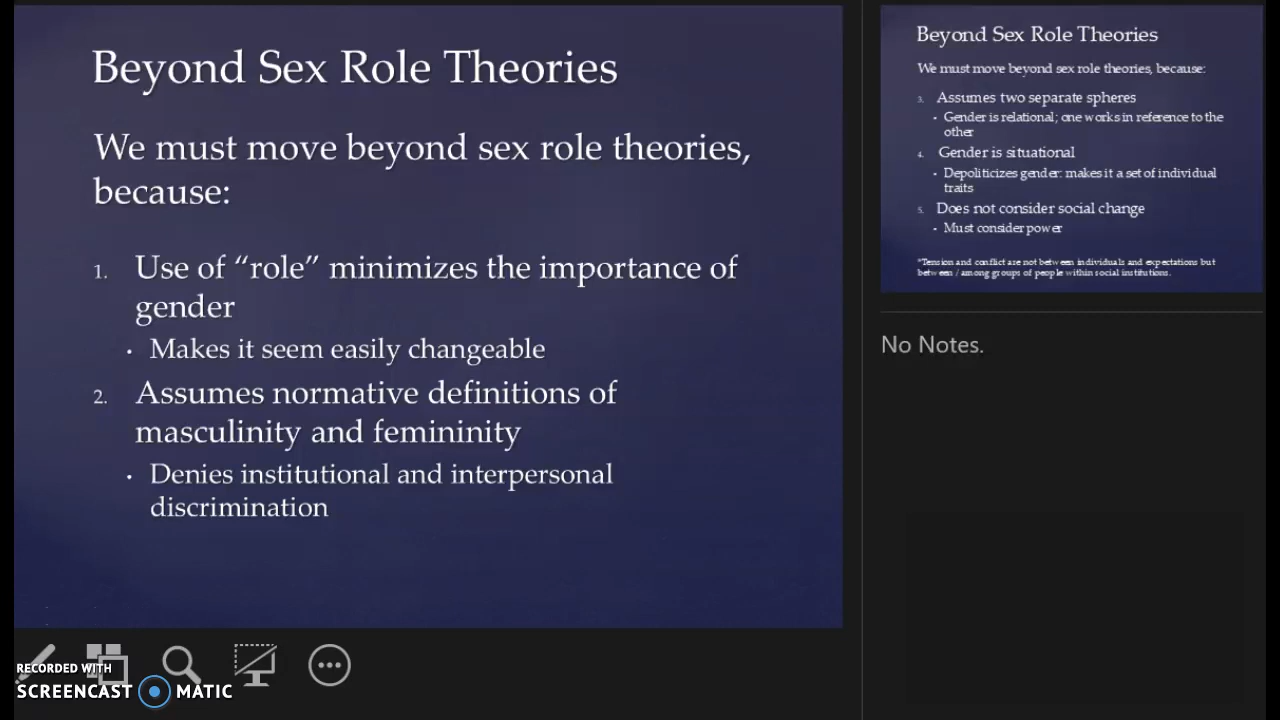 Beyond Sex Role Theories
We must move beyond sex role theories,
because:
1. Use of “role” minimizes the importance of
gender
• Makes it seem easily changeable
2. Assumes normative definitions of
masculinity and femininity
• Denies institutional and interpersonal
discrimination
Beyond Sex Role Theories
We must move beyond sex role theories, because:
3. Assumes two separate spheres
• Gender is relational; one works in reference to the
other
4. Gender is situational
• Depoliticizes gender: makes it a set of individual
traits
5. Does not consider social change
• Must consider power
*Tension and conflict are not between individuals and expectations but
between / among groups of people within social institutions.
No Notes.
RECORDED WITH
SCREENCAST MATIC